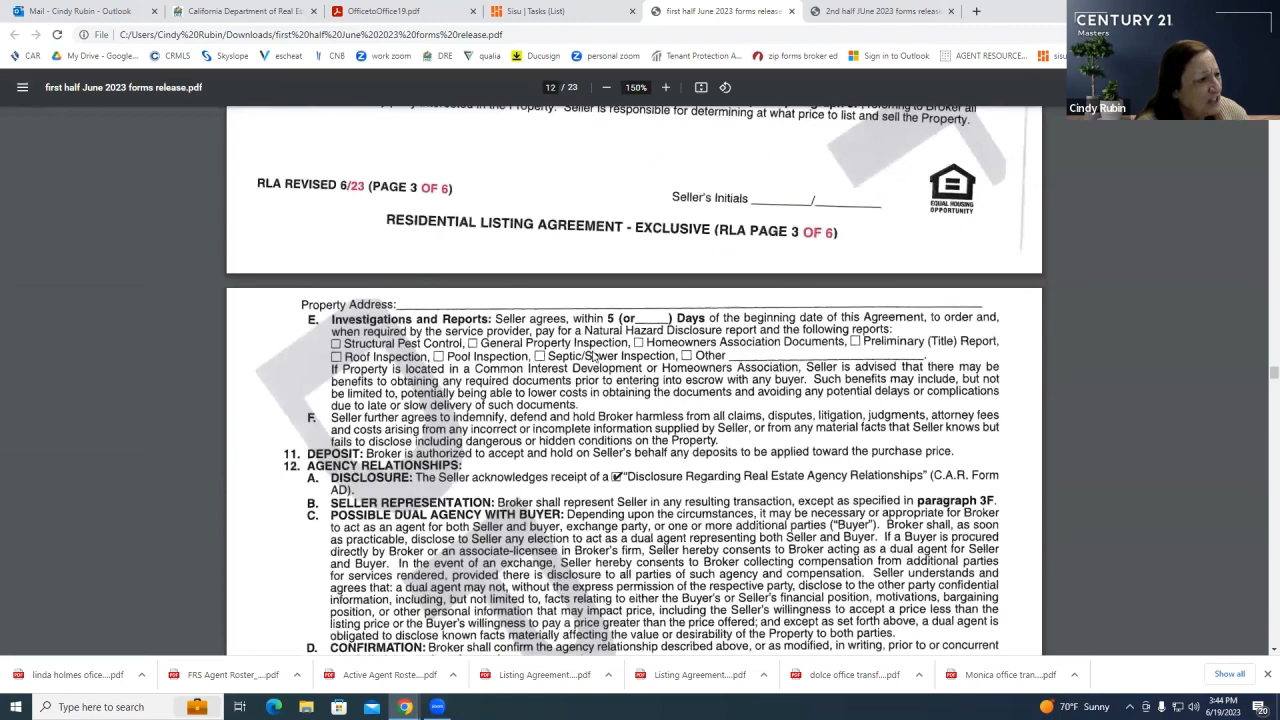 Mail - Cindy Rubin - Outlook
California Department of Real Est
OfficetoOffice19.pdf
Sisu | Tasks (List)
first half June 2023 forms release
2nd half JUne 2023 forms release
File
C:/Users/Cindy%20Rubin/Downloads/first%20half%20June%202023%20forms%20release.pdf
CAR
My Drive - Google...
CRMLS
Skyslope
escheat
CNB
work zoom
DRE
qualia
Docusign
personal zoom
Tenant Protection A...
zip forms broker ed
Sign in to Outlook
AGENT RESOURCE...
sisu
CENTURY 21
Masters
Cindy Rubin
first half June 2023 forms release.pdf
12 / 23
150%
Seller is responsible for determining at what price to list and sell the Property.
RLA REVISED 6/23 (PAGE 3 OF 6)
Seller's Initials ________/________
EQUAL HOUSING
OPPORTUNITY
RESIDENTIAL LISTING AGREEMENT - EXCLUSIVE (RLA PAGE 3 OF 6)
Property Address:
E. Investigations and Reports: Seller agrees, within 5 (or_____) Days of the beginning date of this Agreement, to order and,
when required by the service provider, pay for a Natural Hazard Disclosure report and the following reports:
☐ Structural Pest Control, ☐ General Property Inspection, ☐ Homeowners Association Documents, ☐ Preliminary (Title) Report,
☐ Roof Inspection, ☐ Pool Inspection, ☐ Septic/Sewer Inspection, ☐ Other ______________________.
If Property is located in a Common Interest Development or Homeowners Association, Seller is advised that there may be
benefits to obtaining any required documents prior to entering into escrow with any buyer. Such benefits may include, but not
be limited to, potentially being able to lower costs in obtaining the documents and avoiding any potential delays or complications
due to late or slow delivery of such documents.
F. Seller further agrees to indemnify, defend and hold Broker harmless from all claims, disputes, litigation, judgments, attorney fees
and costs arising from any incorrect or incomplete information supplied by Seller, or from any material facts that Seller knows but
fails to disclose including dangerous or hidden conditions on the Property.
11. DEPOSIT: Broker is authorized to accept and hold on Seller's behalf any deposits to be applied toward the purchase price.
12. AGENCY RELATIONSHIPS:
A. DISCLOSURE: The Seller acknowledges receipt of a ☑ "Disclosure Regarding Real Estate Agency Relationships" (C.A.R. Form
AD).
B. SELLER REPRESENTATION: Broker shall represent Seller in any resulting transaction, except as specified in paragraph 3F.
C. POSSIBLE DUAL AGENCY WITH BUYER: Depending upon the circumstances, it may be necessary or appropriate for Broker
to act as an agent for both Seller and buyer, exchange party, or one or more additional parties ("Buyer"). Broker shall, as soon
as practicable, disclose to Seller any election to act as a dual agent representing both Seller and Buyer. If a Buyer is procured
directly by Broker or an associate-licensee in Broker's firm, Seller hereby consents to Broker acting as a dual agent for Seller
and Buyer. In the event of an exchange, Seller hereby consents to Broker collecting compensation from additional parties
for services rendered, provided there is disclosure to all parties of such agency and compensation. Seller understands and
agrees that: a dual agent may not, without the express permission of the respective party, disclose to the other party confidential
information, including, but not limited to, facts relating to either the Buyer's or Seller's financial position, motivations, bargaining
position, or other personal information that may impact price, including the Seller's willingness to accept a price less than the
listing price or the Buyer's willingness to pay a price greater than the price offered; and except as set forth above, a dual agent is
obligated to disclose known facts materially affecting the value or desirability of the Property to both parties.
D. CONFIRMATION: Broker shall confirm the agency relationship described above, or as modified, in writing, prior to or concurrent
linda holmes ofice....pdf
FRS Agent Roster_....pdf
Active Agent Roste....pdf
Listing Agreement....pdf
Listing Agreement....pdf
dolce office transf....pdf
Monica office tran....pdf
Show all
Type here to search
70°F Sunny
3:44 PM
6/19/2023
20